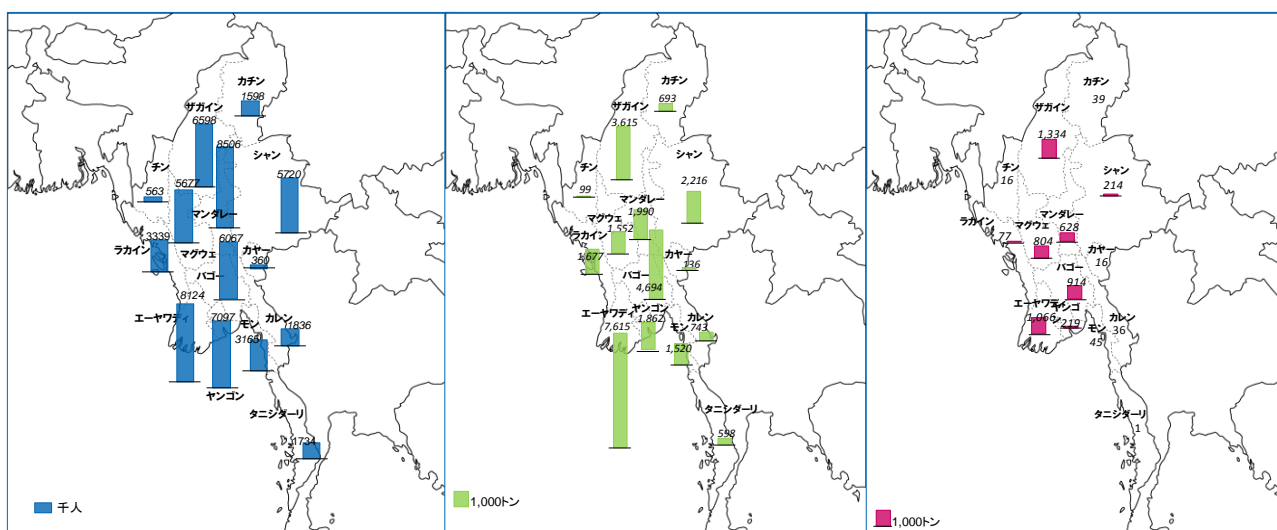 カチン
1598
ザガイン
6598
8506
チン
シャン
563
5677
5720
マンダレー
ラカイン
3339
マグウェ
6067
カヤー
360
バゴー
8124
エーヤワディ
7097
モン
カレン
1836
3165
ヤンゴン
タニンダーリ
1734
千人
カチン
693
ザガイン
3,615
チン
シャン
99
2,216
マンダレー
1,990
マグウェ
1,552
ラカイン
1,677
カヤー
136
バゴー
4,694
エーヤワディ
ヤンゴン
7,615
1,862
カレン
モン
743
1,520
タニンダーリ
598
1,000トン
カチン
39
ザガイン
1,334
チン
16
シャン
214
ラカイン
77
マグウェ
804
マンダレー
628
カヤー
16
バゴー
914
エーヤワディ
1,066
ヤンゴ
ン
219
モン
45
カレン
36
タニンダーリ
1
1,000トン